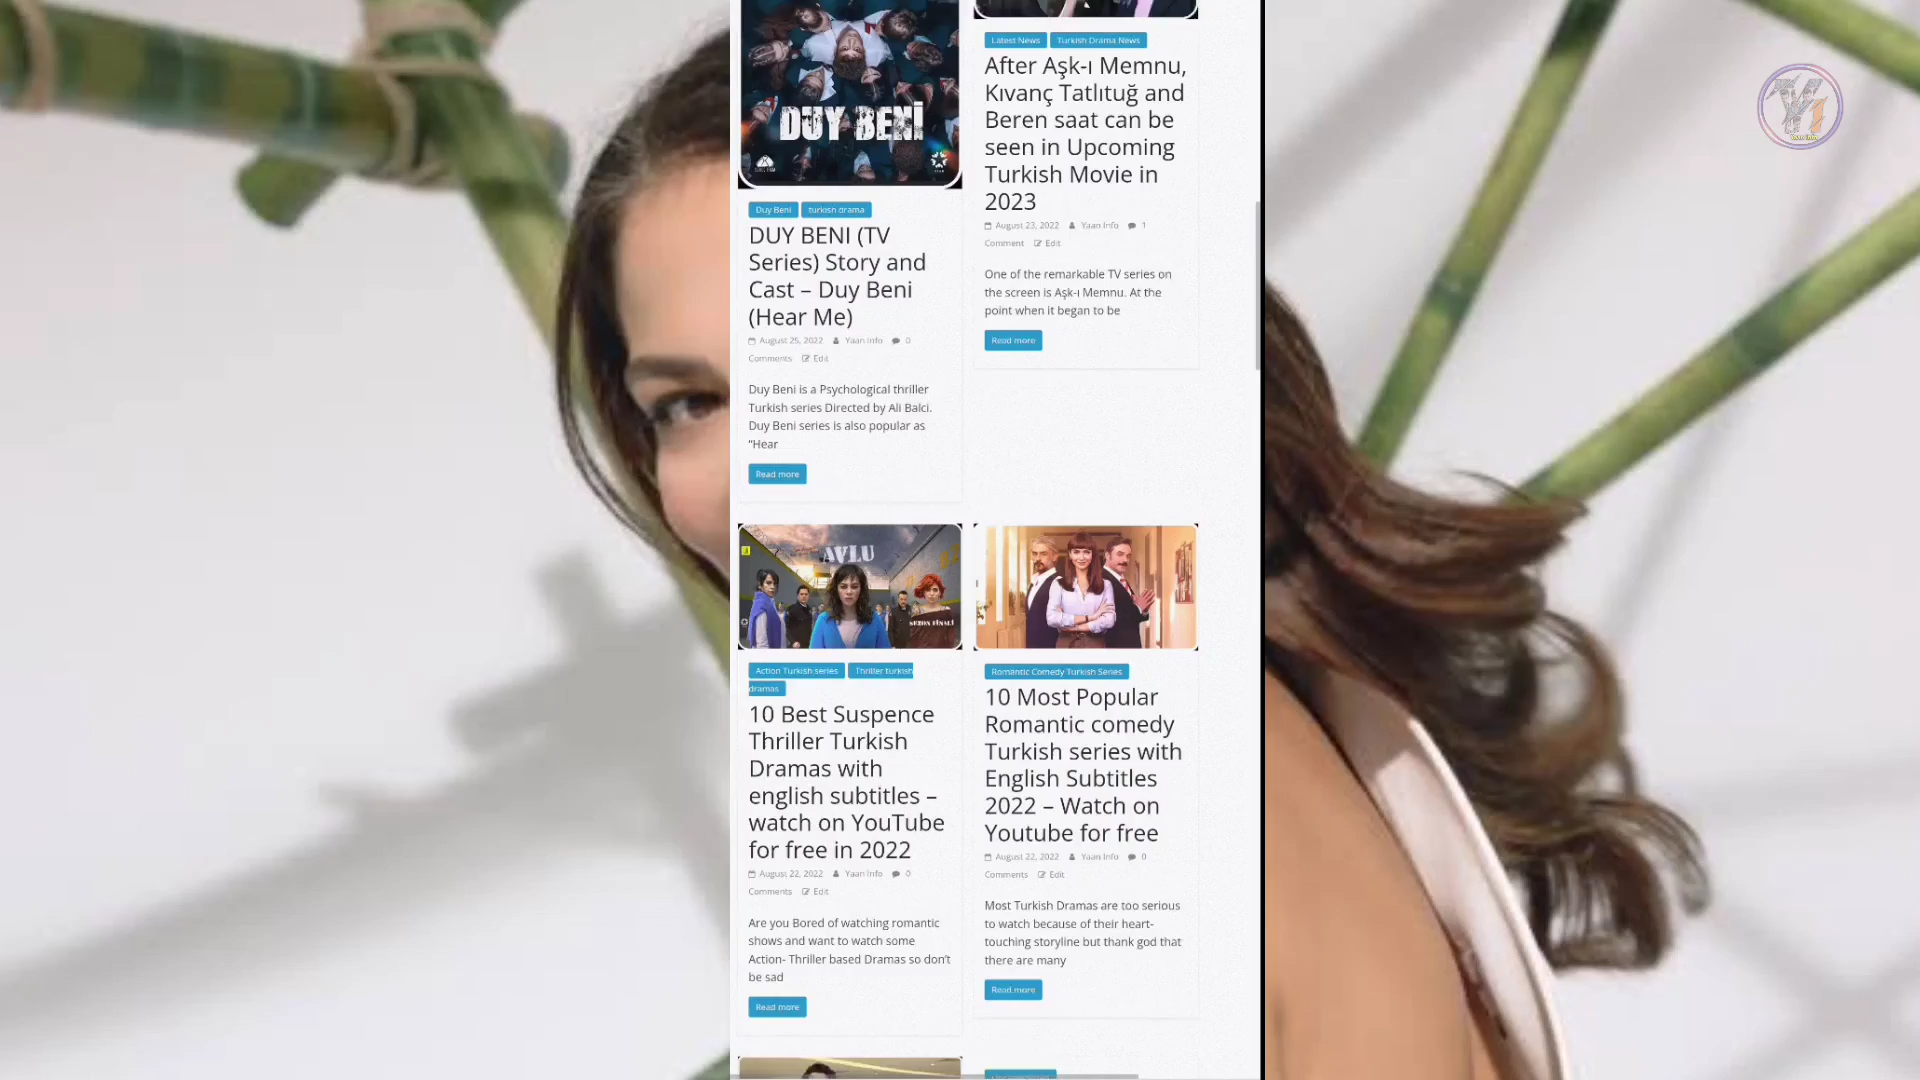 DUY BENİ
Duy Beni turkish drama
DUY BENI (TV
Series) Story and
Cast – Duy Beni
(Hear Me)
August 25, 2022 Yaan Info 0
Comments Edit
Duy Beni is a Psychological thriller
Turkish series Directed by Ali Balci.
Duy Beni series is also popular as
"Hear
Read more
Latest News Turkish Drama News
After Aşk-ı Memnu,
Kıvanç Tatlıtuğ and
Beren saat can be
seen in Upcoming
Turkish Movie in
2023
August 23, 2022 Yaan Info 1
Comment Edit
One of the remarkable TV series on
the screen is Aşk-ı Memnu. At the
point when it began to be
Read more
AVLU
SEZON FİNALİ
Action Turkish series Thriller turkish
dramas
10 Best Suspence
Thriller Turkish
Dramas with
english subtitles –
watch on YouTube
for free in 2022
August 22, 2022 Yaan Info 0
Comments Edit
Are you Bored of watching romantic
shows and want to watch some
Action- Thriller based Dramas so don't
be sad
Read more
Romantic Comedy Turkish Series
10 Most Popular
Romantic comedy
Turkish series with
English Subtitles
2022 – Watch on
Youtube for free
August 22, 2022 Yaan Info 0
Comments Edit
Most Turkish Dramas are too serious
to watch because of their heart-
touching storyline but thank god that
there are many
Read more
Yaan Info